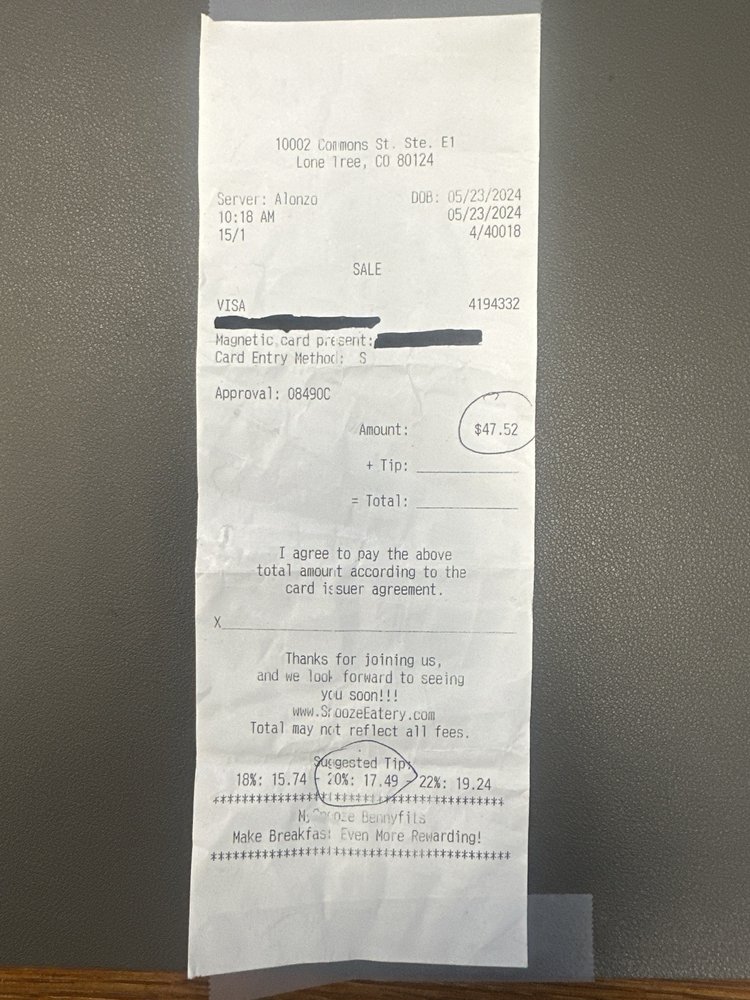 10002 Commons St. Ste. E1
Lone Tree, CO 80124
Server: Alonzo DOB: 05/23/2024
10:18 AM 05/23/2024
15/1 4/40018
SALE
VISA 4194332
Magnetic card present:
Card Entry Method: S
Approval: 08490C
Amount: $47.52
+ Tip:
= Total:
I agree to pay the above
total amount according to the
card issuer agreement.
X
Thanks for joining us,
and we look forward to seeing
you soon!!!
www.SnoozeEatery.com
Total may not reflect all fees.
Suggested Tip:
18%: 15.74 - 20%: 17.49 - 22%: 19.24
****************************************
My Snooze Bennyfits
Make Breakfast Even More Rewarding!
****************************************